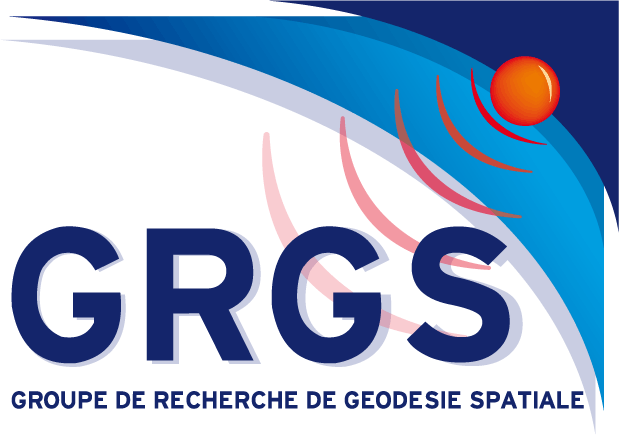 GRGS
GROUPE DE RECHERCHE DE GEODESIE SPATIALE